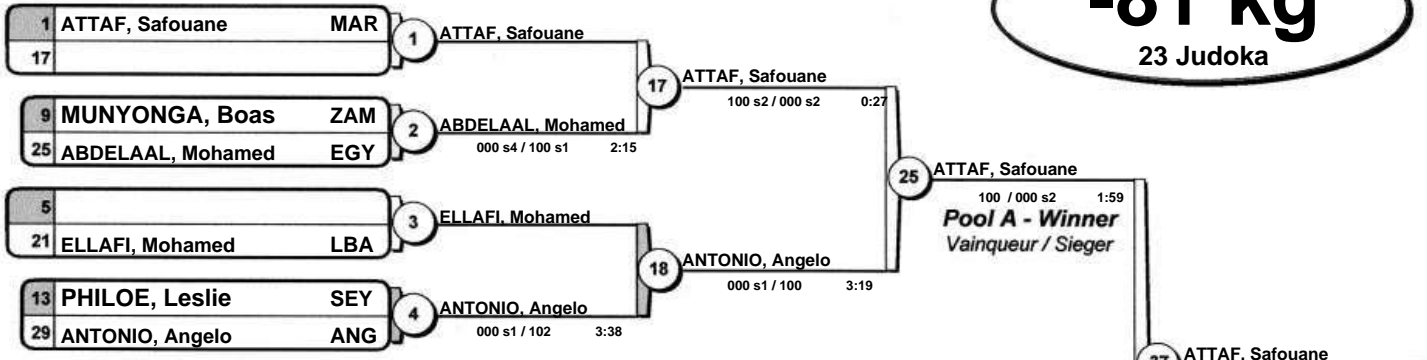 -81 kg
23 Judoka
1 ATTAF, Safouane MAR
17
1
ATTAF, Safouane
9 MUNYONGA, Boas ZAM
25 ABDELAAL, Mohamed EGY
2
ABDELAAL, Mohamed
000 s4 / 100 s1 2:15
17
ATTAF, Safouane
100 s2 / 000 s2 0:27
5
21 ELLAFI, Mohamed LBA
3
ELLAFI, Mohamed
13 PHILOE, Leslie SEY
29 ANTONIO, Angelo ANG
4
ANTONIO, Angelo
000 s1 / 102 3:38
18
ANTONIO, Angelo
000 s1 / 100 3:19
25
ATTAF, Safouane
100 / 000 s2 1:59
Pool A - Winner
Vainqueur / Sieger
ATTAF, Safouane